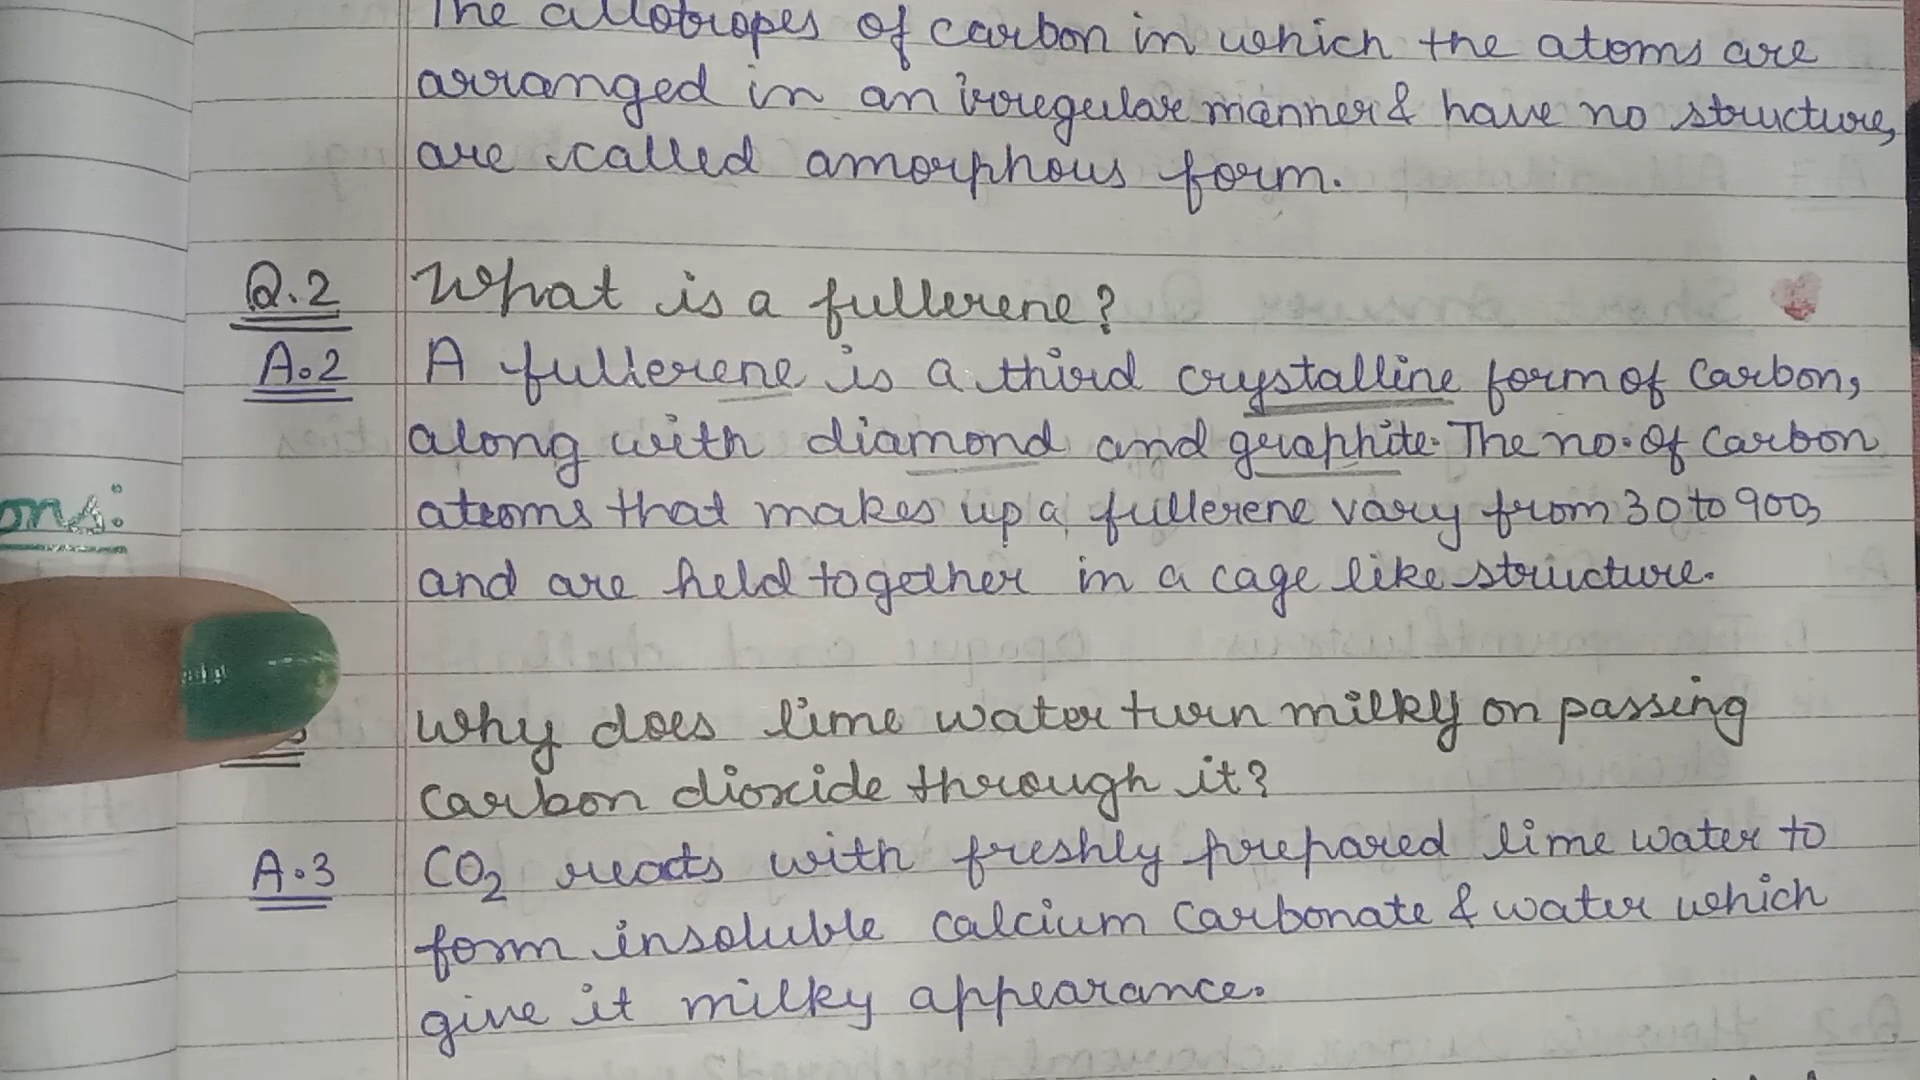 The allotropes of carbon in which the atoms are
arranged in an irregular manner & have no structure,
are called amorphous form.
Q.2 What is a fullerene?
A.2 A fullerene is a third crystalline form of carbon,
along with diamond and graphite. The no. of carbon
ons:
atoms that makes up a fullerene vary from 30 to 900,
and are held together in a cage like structure.
Why does lime water turn milky on passing
carbon dioxide through it?
A.3 CO2 reacts with freshly prepared lime water to
form insoluble calcium carbonate & water which
give it milky appearance.